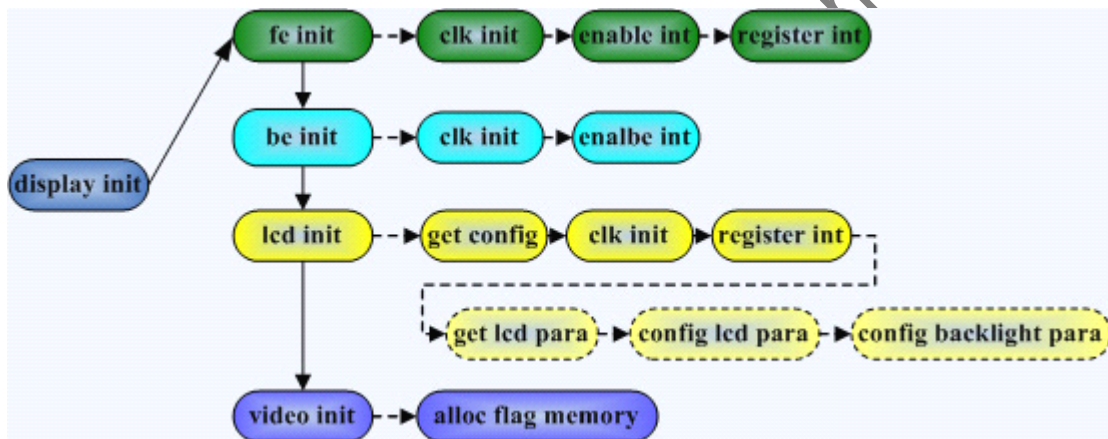 fe init
clk init
enable int
register int
be init
clk init
enalbe int
display init
lcd init
get config
clk init
register int
get lcd para
config lcd para
config backlight para
video init
alloc flag memory